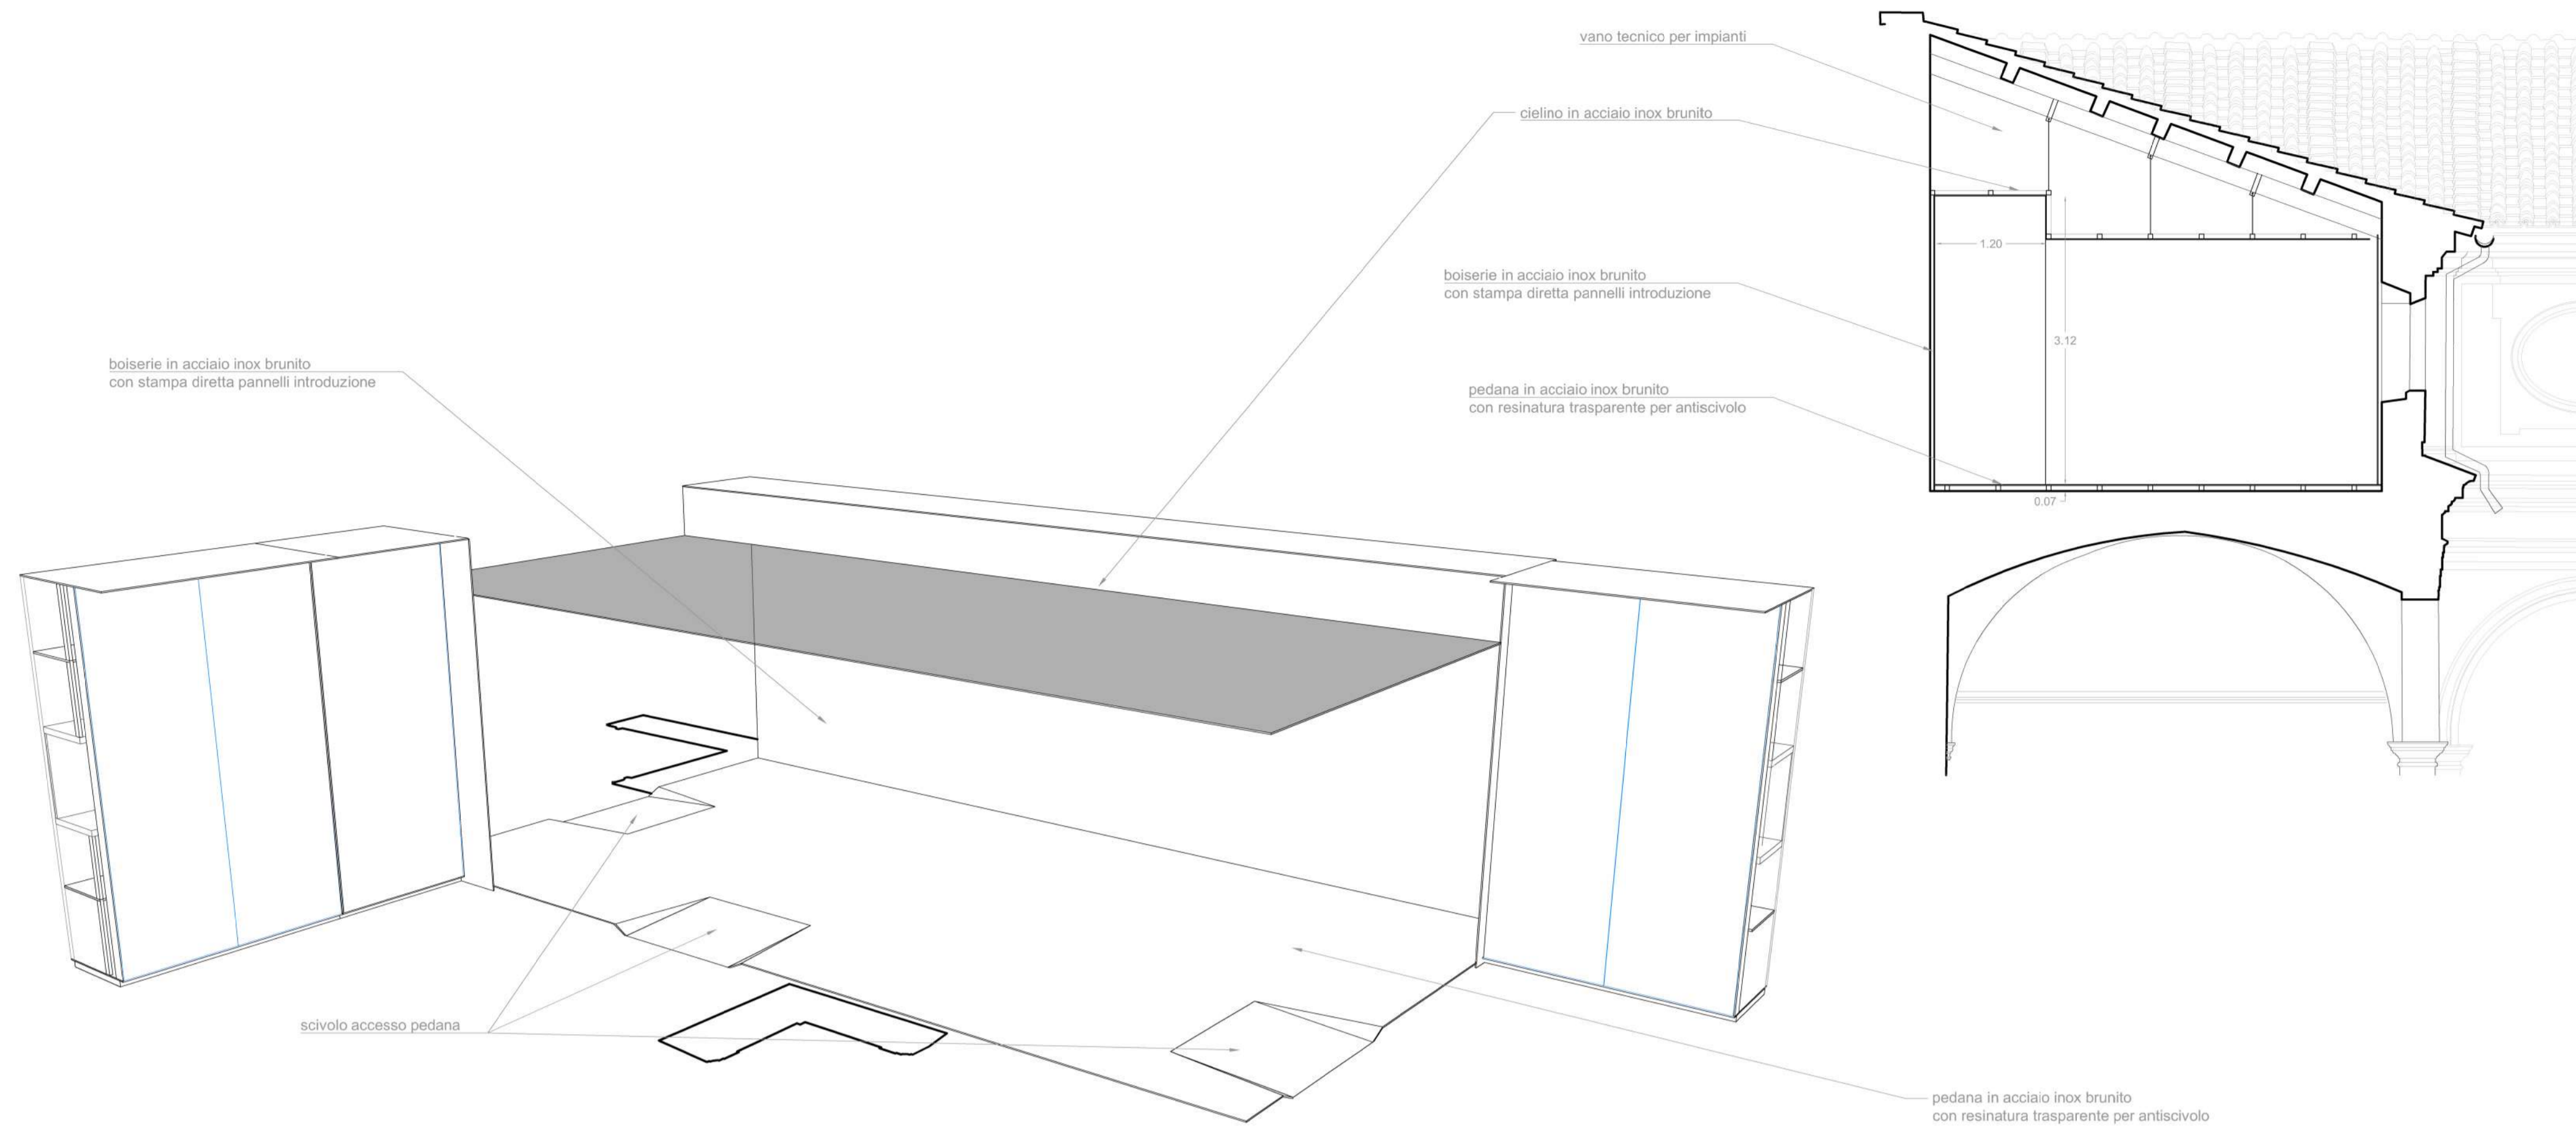 vano tecnico per impianti
cielino in acciaio inox brunito
1.20
boiserie in acciaio inox brunito
con stampa diretta pannelli introduzione
3.12
boiserie in acciaio inox brunito
con stampa diretta pannelli introduzione
pedana in acciaio inox brunito
con resinatura trasparente per antiscivolo
0.07
scivolo accesso pedana
pedana in acciaio inox brunito
con resinatura trasparente per antiscivolo